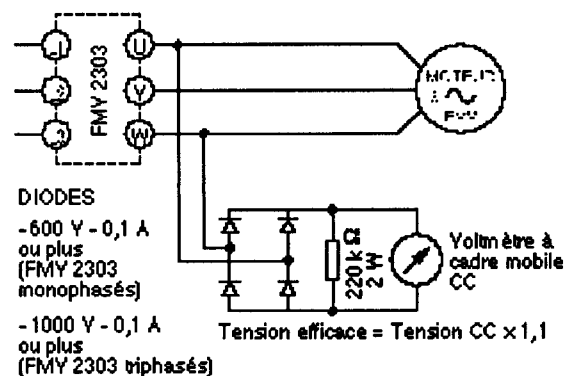 FMY 2303
U
Y
W
MOTEUR
DIODES
-600 Y - 0,1 A
ou plus
(FMY 2303
monophasés)
-1000 Y - 0,1 A
ou plus
(FMY 2303 triphasés)
220 k Ω
2 W
Voltmètre à
cadre mobile
CC
Tension efficace = Tension CC x 1,1